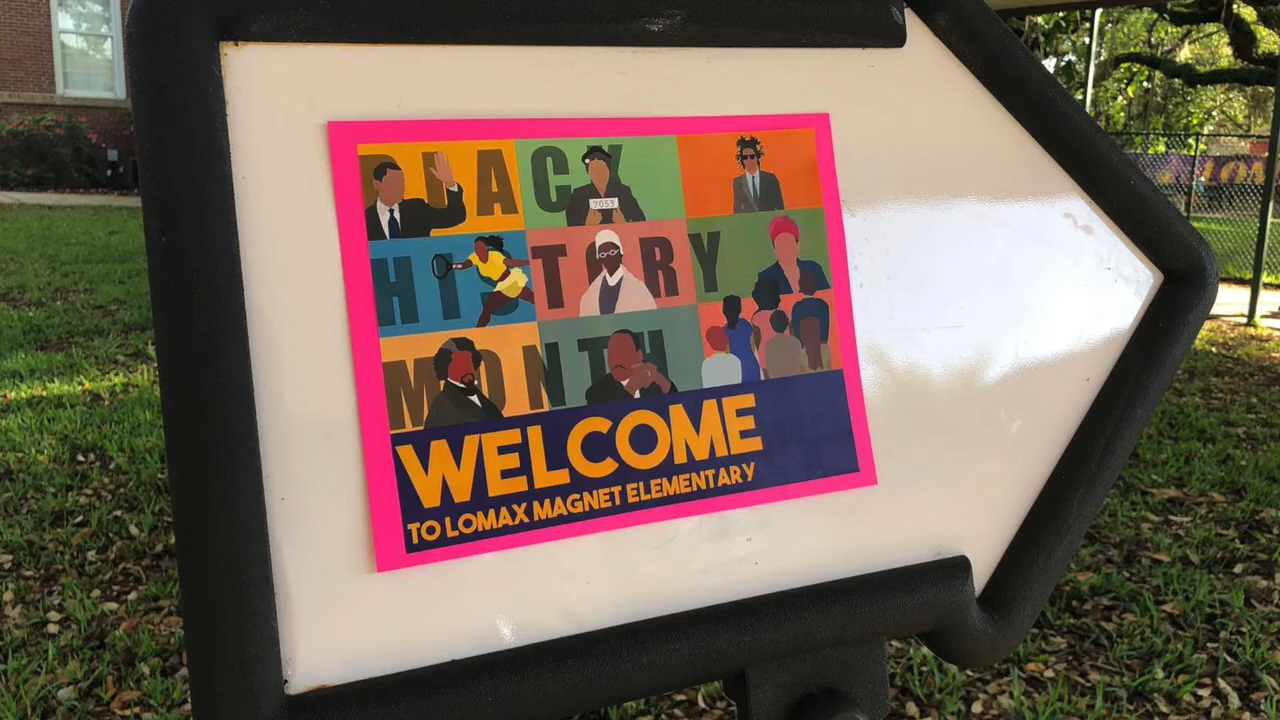 BLACK
7053
HISTORY
MONTH
WELCOME
TO LOMAX MAGNET ELEMENTARY